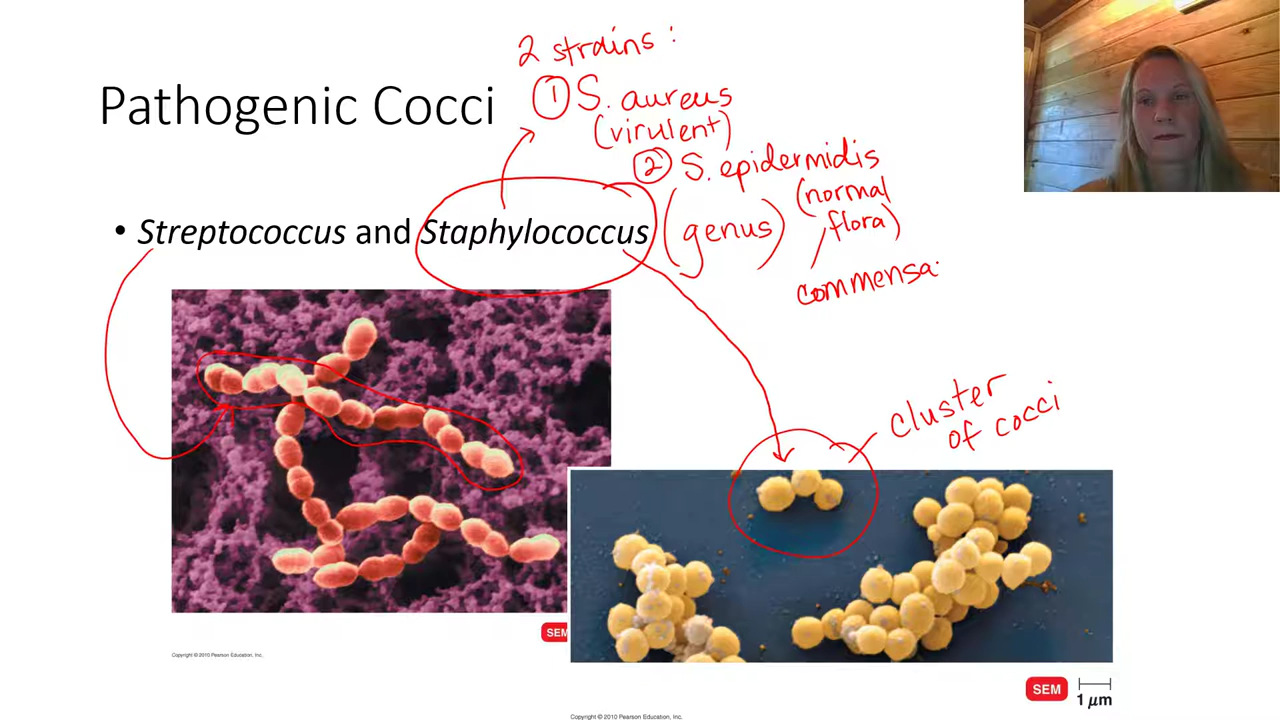 2 strains:
Pathogenic Cocci
① S. aureus
(virulent)
② S. epidermidis
(normal
flora)
• Streptococcus and Staphylococcus
(genus)
commensa
cluster
of cocci
SEM
Copyright © 2010 Pearson Education, Inc.
SEM
1 μm
Copyright © 2010 Pearson Education, Inc.